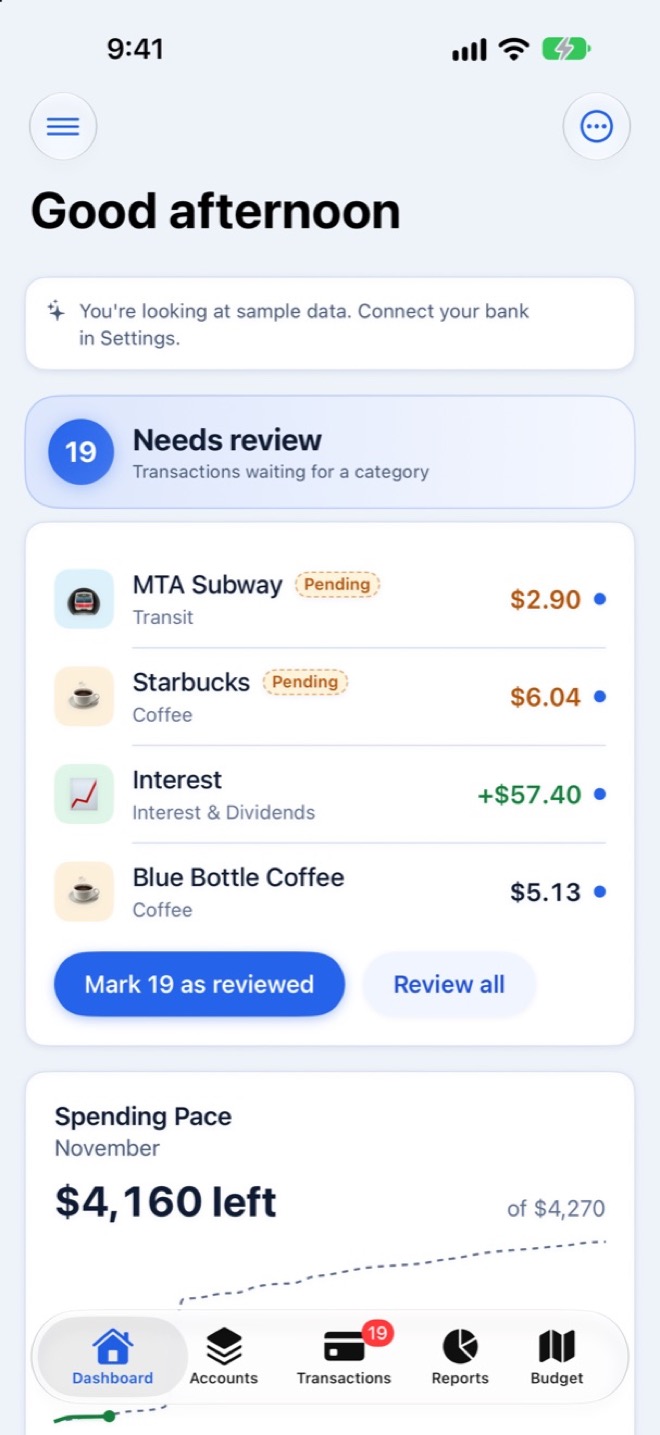 9:41
Good afternoon
You're looking at sample data. Connect your bank
in Settings.
19
Needs review
Transactions waiting for a category
MTA Subway
Pending
$2.90
Transit
Starbucks
Pending
$6.04
Coffee
Interest
+$57.40
Interest & Dividends
Blue Bottle Coffee
$5.13
Coffee
Mark 19 as reviewed
Review all
Spending Pace
November
$4,160 left
of $4,270
19
Dashboard
Accounts
Transactions
Reports
Budget